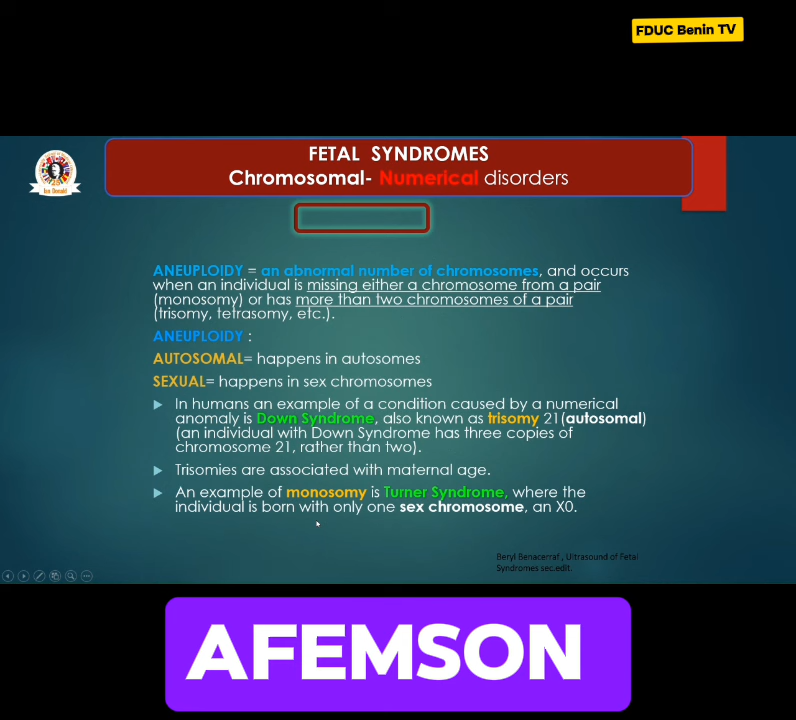 FDUC Benin TV
FETAL SYNDROMES
Chromosomal- Numerical disorders
Ian Donald
ANEUPLOIDY = an abnormal number of chromosomes, and occurs
when an individual is missing either a chromosome from a pair
(monosomy) or has more than two chromosomes of a pair
(trisomy, tetrasomy, etc.).
ANEUPLOIDY :
AUTOSOMAL= happens in autosomes
SEXUAL= happens in sex chromosomes
In humans an example of a condition caused by a numerical
anomaly is Down Syndrome, also known as trisomy 21(autosomal)
(an individual with Down Syndrome has three copies of
chromosome 21, rather than two).
Trisomies are associated with maternal age.
An example of monosomy is Turner Syndrome, where the
individual is born with only one sex chromosome, an X0.
Beryl Benacerraf , Ultrasound of Fetal
Syndromes sec.edit.
AFEMSON